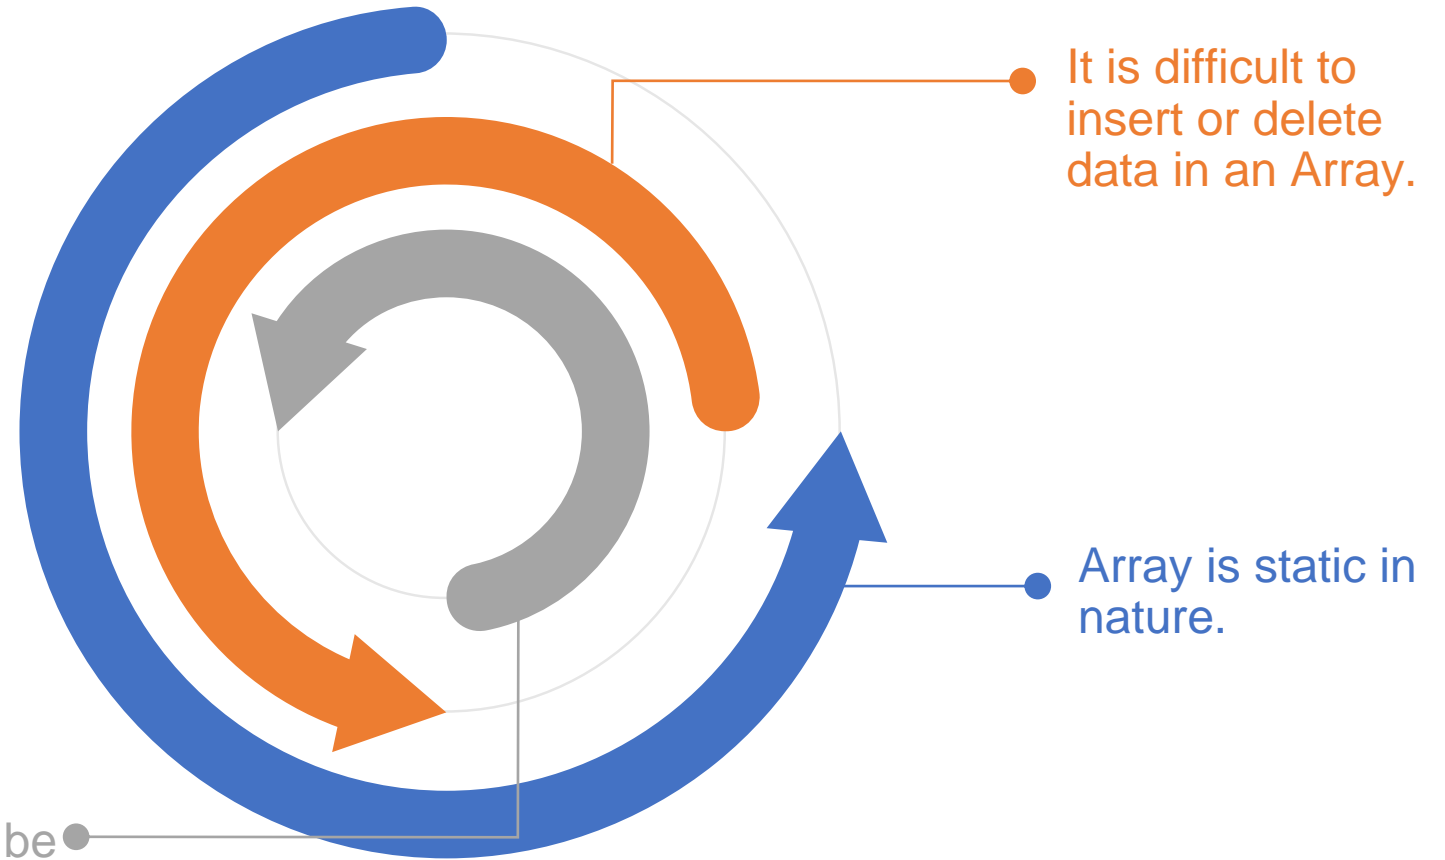 It is difficult to
insert or delete
data in an Array.
Array is static in
nature.
be